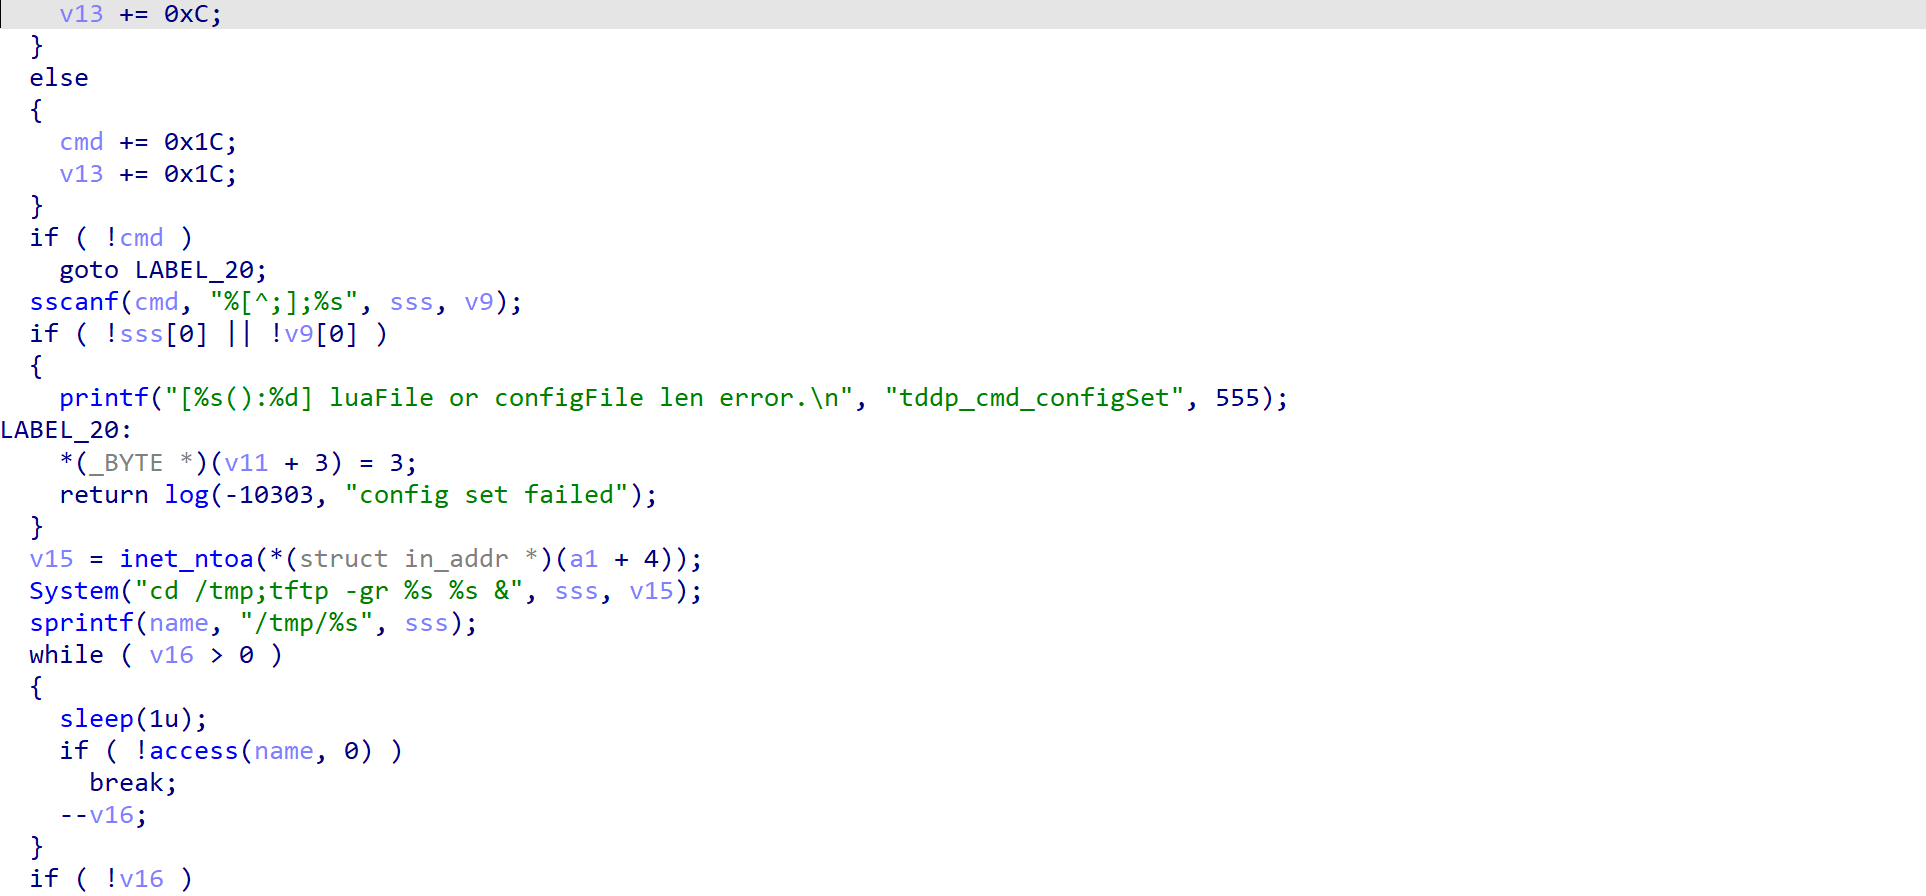 v13 += 0xC;
  }
  else
  {
    cmd += 0x1C;
    v13 += 0x1C;
  }
  if ( !cmd )
    goto LABEL_20;
  sscanf(cmd, "%[^;];%s", sss, v9);
  if ( !sss[0] || !v9[0] )
  {
    printf("[%s():%d] luaFile or configFile len error.\n", "tddp_cmd_configSet", 555);
LABEL_20:
    *(_BYTE *)(v11 + 3) = 3;
    return log(-10303, "config set failed");
  }
  v15 = inet_ntoa(*(struct in_addr *)(a1 + 4));
  System("cd /tmp;tftp -gr %s %s &", sss, v15);
  sprintf(name, "/tmp/%s", sss);
  while ( v16 > 0 )
  {
    sleep(1u);
    if ( !access(name, 0) )
      break;
    --v16;
  }
  if ( !v16 )